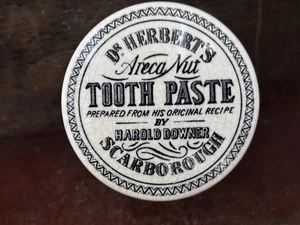 DR HERBERT'S
Areca Nut
TOOTH PASTE
PREPARED FROM HIS ORIGINAL RECIPE
BY
HAROLD DOWNER
SCARBOROUGH